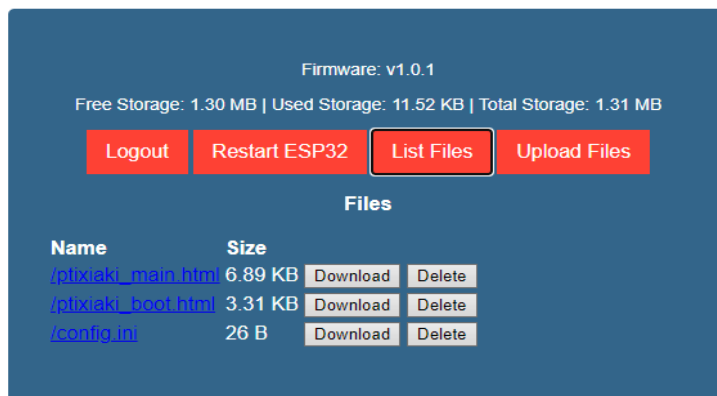 Firmware: v1.0.1
Free Storage: 1.30 MB | Used Storage: 11.52 KB | Total Storage: 1.31 MB
Logout Restart ESP32 List Files Upload Files
Files
Name Size
/ptixiaki_main.html 6.89 KB Download Delete
/ptixiaki_boot.html 3.31 KB Download Delete
/config.ini 26 B Download Delete